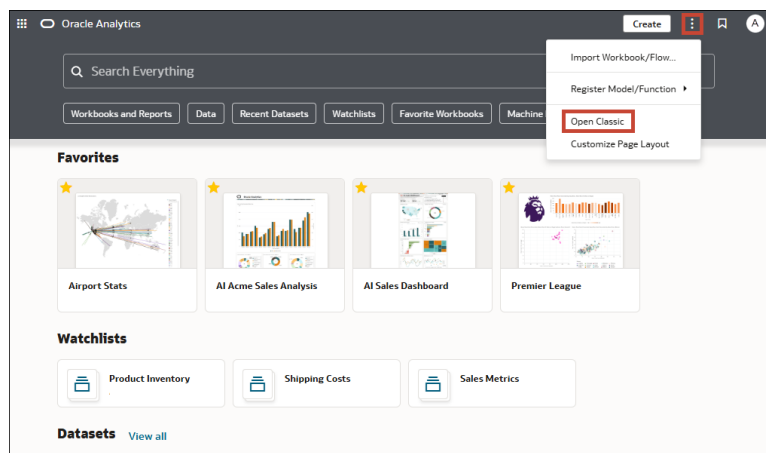 Oracle Analytics
Create
A
Search Everything
Import Workbook/Flow...
Register Model/Function
Open Classic
Customize Page Layout
Workbooks and Reports
Data
Recent Datasets
Watchlists
Favorite Workbooks
Machine
Favorites
Airport Stats
AI Acme Sales Analysis
AI Sales Dashboard
Premier League
Watchlists
Product Inventory
Shipping Costs
Sales Metrics
Datasets View all